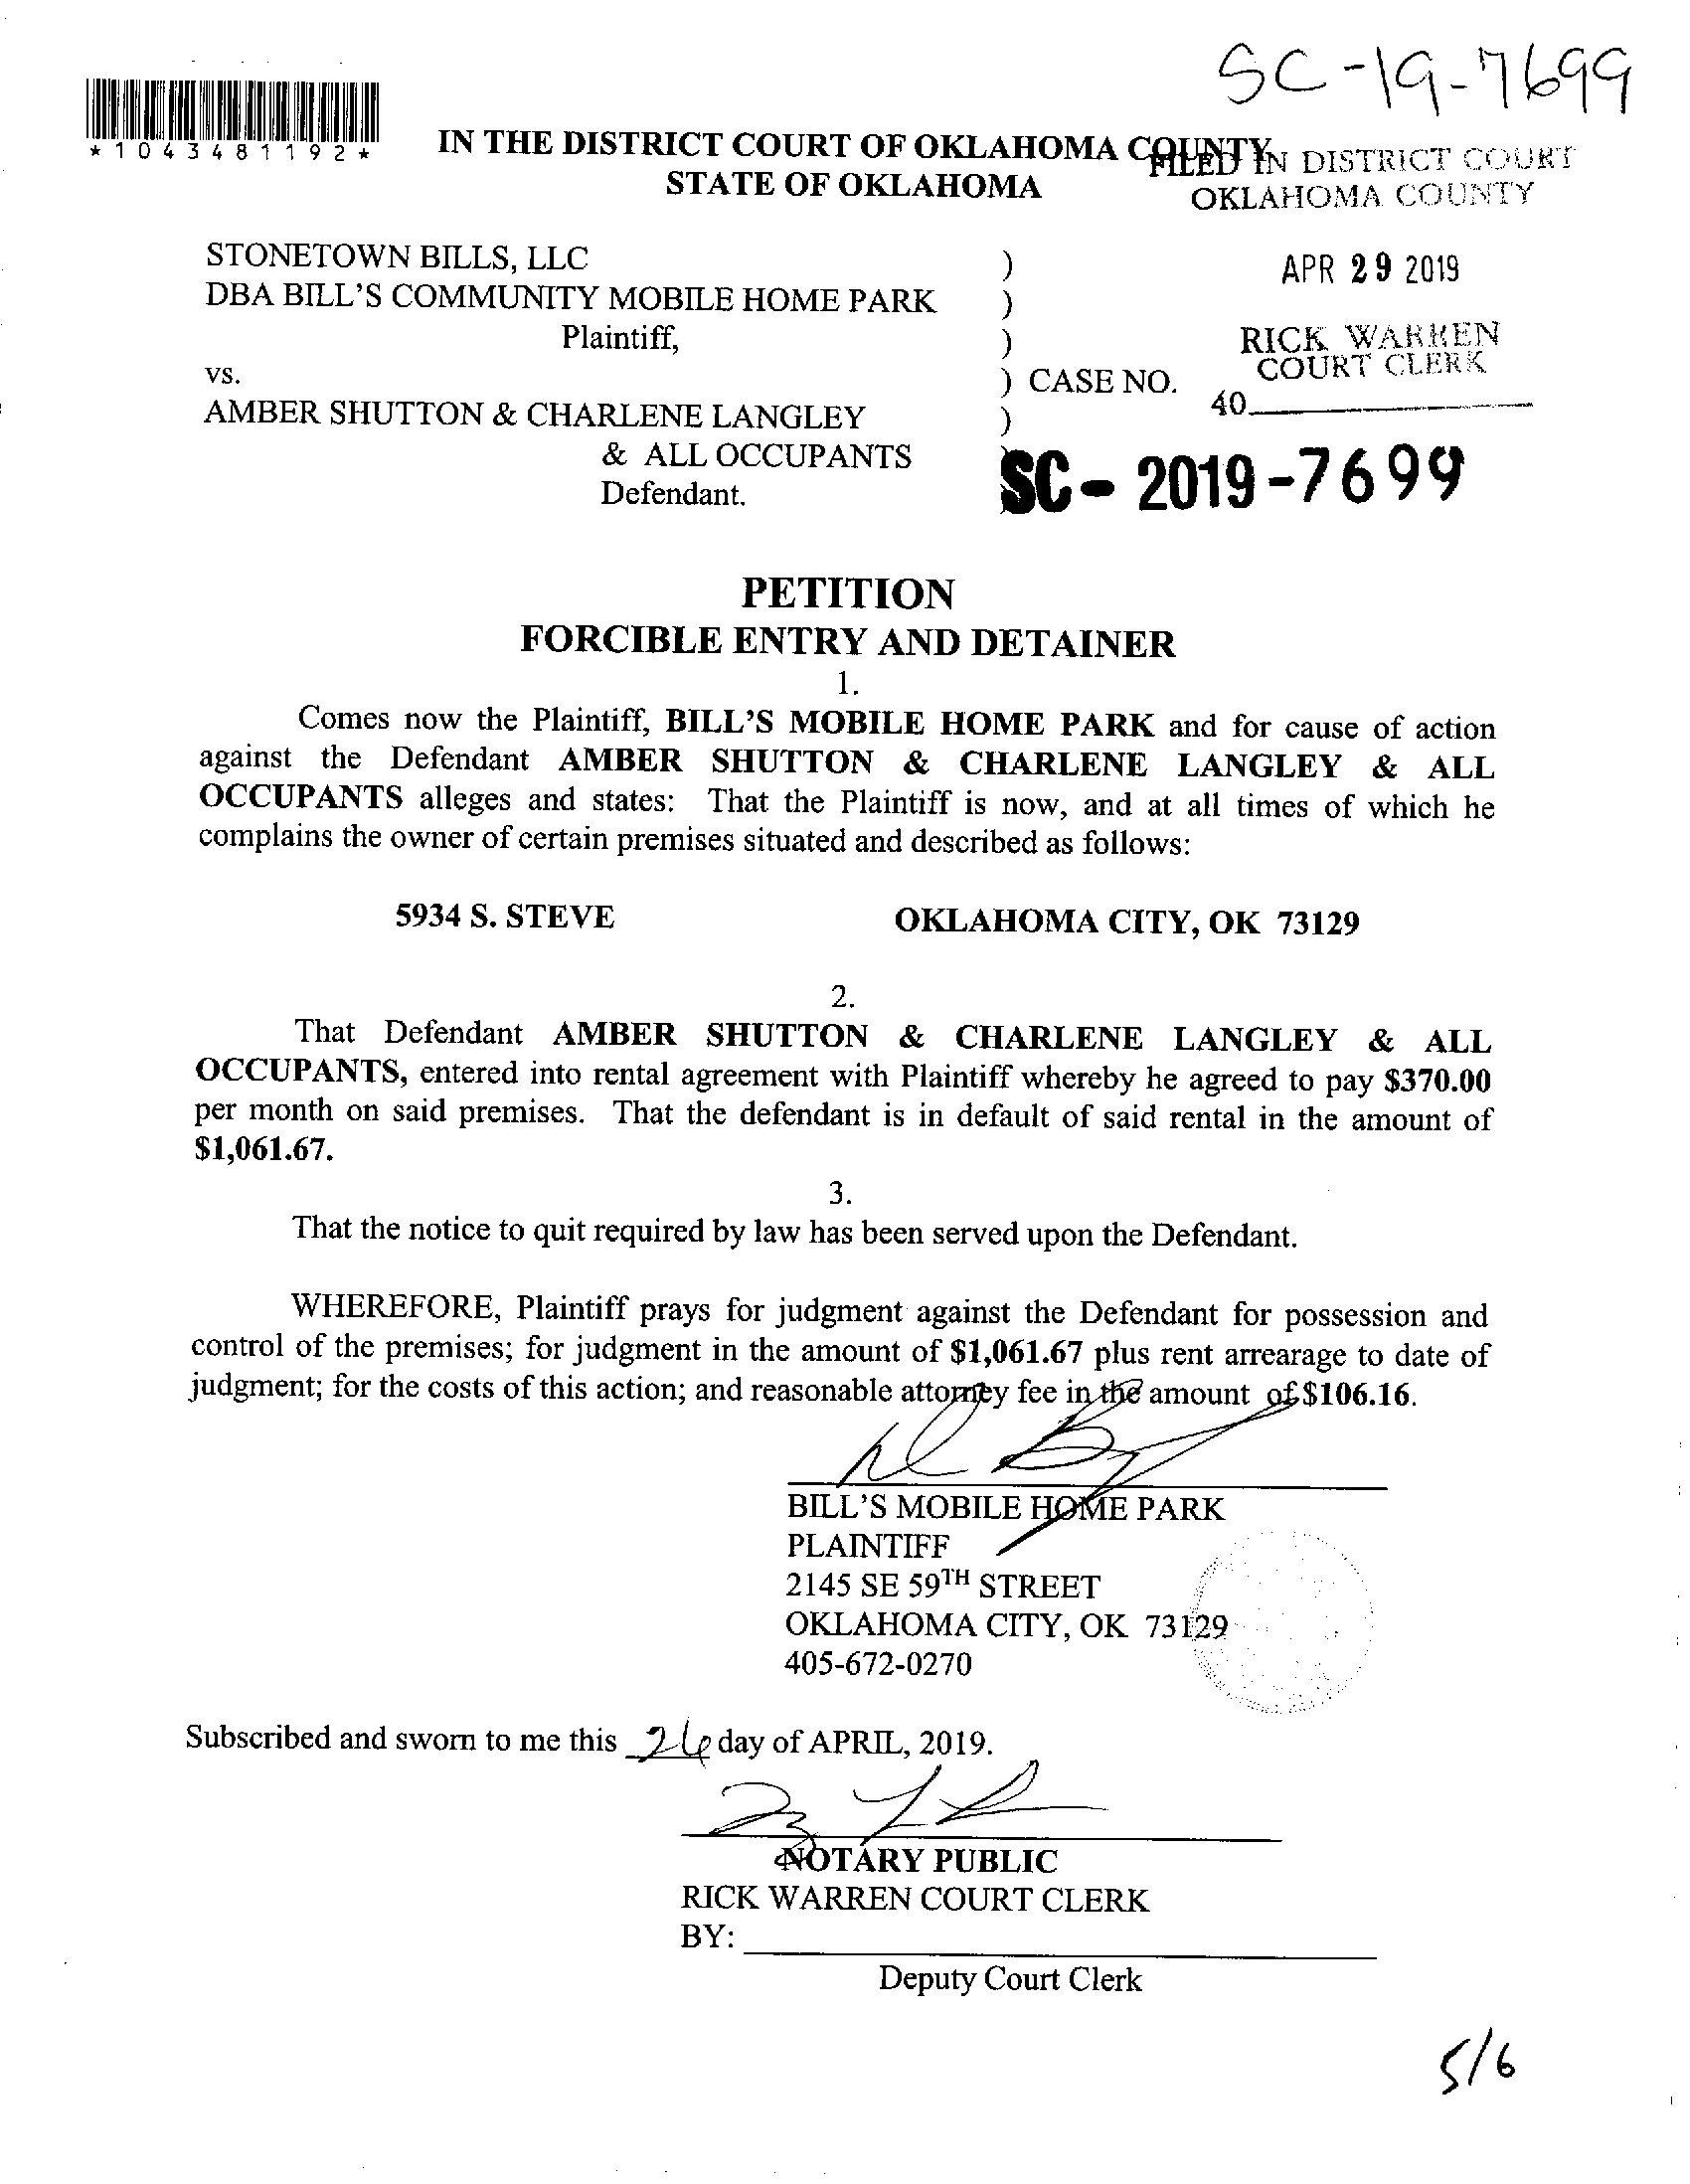 SC-19-7699
*1043481192*
IN THE DISTRICT COURT OF OKLAHOMA COUNTY
STATE OF OKLAHOMA
FILED IN DISTRICT COURT
OKLAHOMA COUNTY
STONETOWN BILLS, LLC )
DBA BILL'S COMMUNITY MOBILE HOME PARK )
Plaintiff, )
vs. ) CASE NO.
AMBER SHUTTON & CHARLENE LANGLEY )
& ALL OCCUPANTS )
Defendant. )
APR 29 2019
RICK WARREN
COURT CLERK
40
SC-2019-7699
PETITION
FORCIBLE ENTRY AND DETAINER
1.
Comes now the Plaintiff, BILL'S MOBILE HOME PARK and for cause of action
against the Defendant AMBER SHUTTON & CHARLENE LANGLEY & ALL
OCCUPANTS alleges and states: That the Plaintiff is now, and at all times of which he
complains the owner of certain premises situated and described as follows:
5934 S. STEVE OKLAHOMA CITY, OK 73129
2.
That Defendant AMBER SHUTTON & CHARLENE LANGLEY & ALL
OCCUPANTS, entered into rental agreement with Plaintiff whereby he agreed to pay $370.00
per month on said premises. That the defendant is in default of said rental in the amount of
$1,061.67.
3.
That the notice to quit required by law has been served upon the Defendant.
WHEREFORE, Plaintiff prays for judgment against the Defendant for possession and
control of the premises; for judgment in the amount of $1,061.67 plus rent arrearage to date of
judgment; for the costs of this action; and reasonable attorney fee in the amount of $106.16.
BILL'S MOBILE HOME PARK
PLAINTIFF
2145 SE 59TH STREET
OKLAHOMA CITY, OK 73129
405-672-0270
Subscribed and sworn to me this 26 day of APRIL, 2019.
NOTARY PUBLIC
RICK WARREN COURT CLERK
BY:
Deputy Court Clerk
5/6